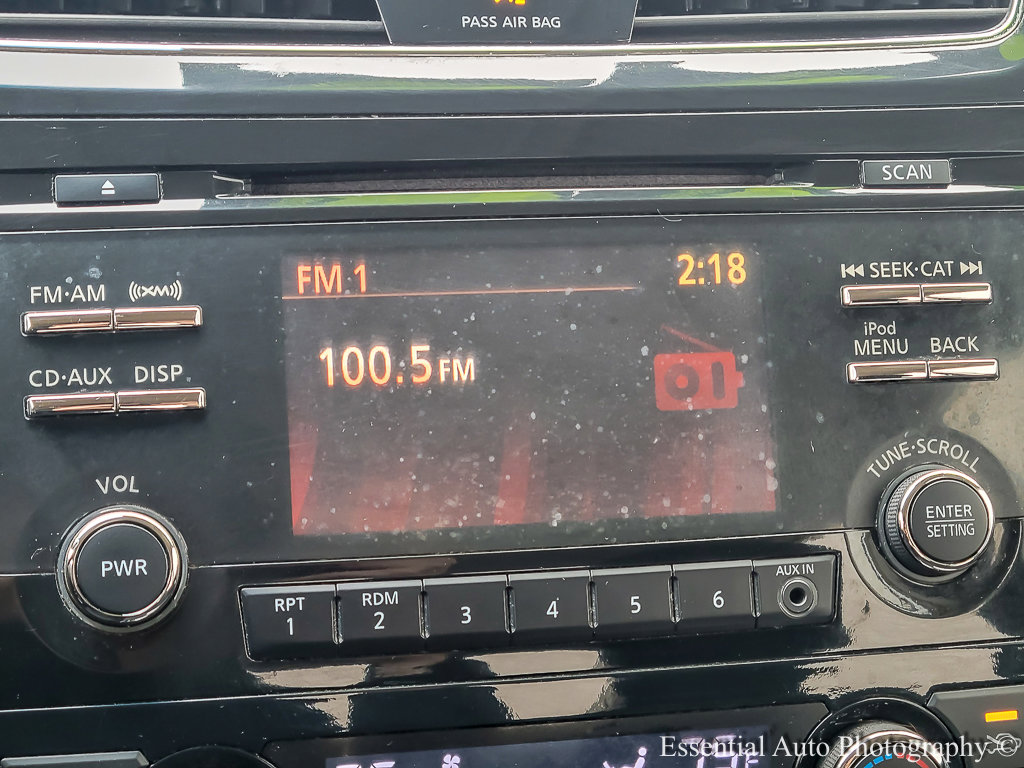 PASS AIR BAG
SCAN
FM·AM
((XM))
FM 1
2:18
SEEK·CAT
iPod
MENU
BACK
100.5 FM
CD·AUX
DISP
VOL
TUNE·SCROLL
PWR
ENTER
SETTING
RPT
1
RDM
2
3
4
5
6
AUX IN
Essential Auto Photography ©